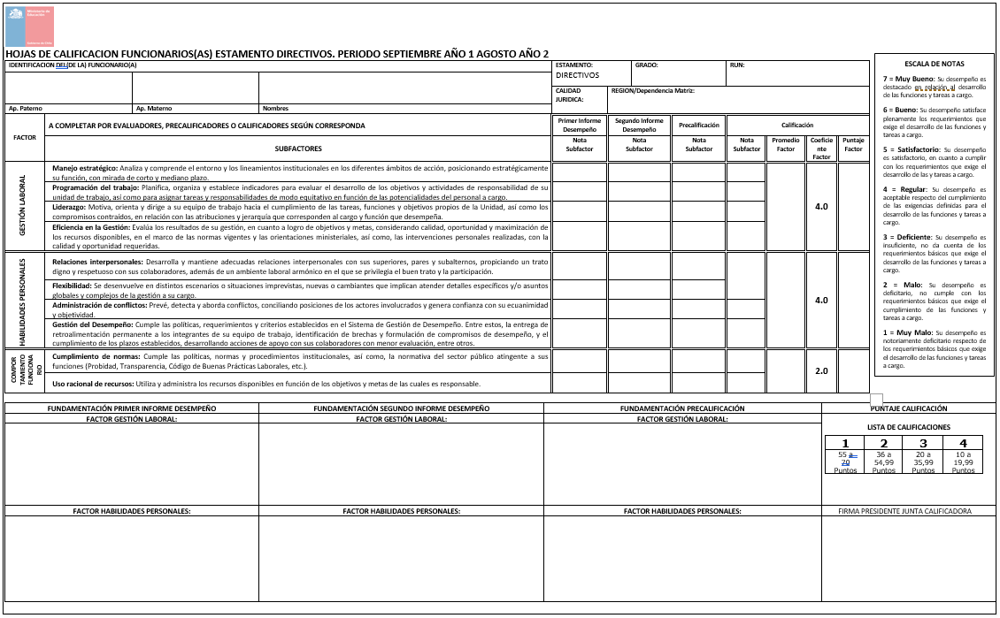 Ministerio de
Educación
Gobierno de Chile
HOJAS DE CALIFICACION FUNCIONARIOS(AS) ESTAMENTO DIRECTIVOS. PERIODO SEPTIEMBRE AÑO 1 AGOSTO AÑO 2
IDENTIFICACION DEL(DE LA) FUNCIONARIO(A)
Ap. Paterno
Ap. Materno
Nombres
ESTAMENTO:
DIRECTIVOS
GRADO:
RUN:
CALIDAD
JURIDICA:
REGION/Dependencia Matriz:
FACTOR
A COMPLETAR POR EVALUADORES, PRECALIFICADORES O CALIFICADORES SEGÚN CORRESPONDA
SUBFACTORES
Primer Informe
Desempeño
Segundo Informe
Desempeño
Precalificación
Calificación
Nota
Subfactor
Nota
Subfactor
Nota
Subfactor
Nota
Subfactor
Promedio
Factor
Coeficie
nte
Factor
Puntaje
Factor
GESTIÓN LABORAL
Manejo estratégico: Analiza y comprende el entorno y los lineamientos institucionales en los diferentes ámbitos de acción, posicionando estratégicamente
su función, con mirada de corto y mediano plazo.
Programación del trabajo: Planifica, organiza y establece indicadores para evaluar el desarrollo de los objetivos y actividades de responsabilidad de su
unidad de trabajo, así como para asignar tareas y responsabilidades de modo equitativo en función de las potencialidades del personal a cargo.
Liderazgo: Motiva, orienta y dirige a su equipo de trabajo hacia el cumplimiento de las tareas, funciones y objetivos propios de la Unidad, así como los
compromisos contraídos, en relación con las atribuciones y jerarquía que corresponden al cargo y función que desempeña.
Eficiencia en la Gestión: Evalúa los resultados de su gestión, en cuanto a logro de objetivos y metas, considerando calidad, oportunidad y maximización de
los recursos disponibles, en el marco de las normas vigentes y las orientaciones ministeriales, así como, las intervenciones personales realizadas, con la
calidad y oportunidad requeridas.
4.0
HABILIDADES PERSONALES
Relaciones interpersonales: Desarrolla y mantiene adecuadas relaciones interpersonales con sus superiores, pares y subalternos, propiciando un trato
digno y respetuoso con sus colaboradores, además de un ambiente laboral armónico en el que se privilegia el buen trato y la participación.
Flexibilidad: Se desenvuelve en distintos escenarios o situaciones imprevistas, nuevas o cambiantes que implican atender detalles específicos y/o asuntos
globales y complejos de la gestión a su cargo.
Administración de conflictos: Prevé, detecta y aborda conflictos, conciliando posiciones de los actores involucrados y genera confianza con su ecuanimidad
y objetividad.
Gestión del Desempeño: Cumple las políticas, requerimientos y criterios establecidos en el Sistema de Gestión de Desempeño. Entre estos, la entrega de
retroalimentación permanente a los integrantes de su equipo de trabajo, identificación de brechas y formulación de compromisos de desempeño, y el
cumplimiento de los plazos establecidos, desarrollando acciones de apoyo con sus colaboradores con menor evaluación, entre otros.
4.0
COMPOR
TAMIENTO
FUNCIONA
RIO
Cumplimiento de normas: Cumple las políticas, normas y procedimientos institucionales, así como, la normativa del sector público atingente a sus
funciones (Probidad, Transparencia, Código de Buenas Prácticas Laborales, etc.).
Uso racional de recursos: Utiliza y administra los recursos disponibles en función de los objetivos y metas de las cuales es responsable.
2.0
ESCALA DE NOTAS
7 = Muy Bueno: Su desempeño es
destacado en relación al desarrollo
de las funciones y tareas a cargo.
6 = Bueno: Su desempeño satisface
plenamente los requerimientos que
exige el desarrollo de las funciones y
tareas a cargo.
5 = Satisfactorio: Su desempeño
es satisfactorio, en cuanto a cumplir
con los requerimientos que exige el
desarrollo de las y tareas a cargo.
4 = Regular: Su desempeño es
aceptable respecto del cumplimiento
de las exigencias definidas para el
desarrollo de las funciones y tareas a
cargo.
3 = Deficiente: Su desempeño es
insuficiente, no da cuenta de los
requerimientos básicos que exige el
desarrollo de las funciones y tareas a
cargo.
2 = Malo: Su desempeño es
deficitario, no cumple con los
requerimientos básicos que exige el
cumplimiento de las funciones y
tareas a cargo.
1 = Muy Malo: Su desempeño es
notoriamente deficitario respecto de
los requerimientos básicos que exige
el desarrollo de las funciones y tareas
a cargo.
FUNDAMENTACIÓN PRIMER INFORME DESEMPEÑO
FUNDAMENTACIÓN SEGUNDO INFORME DESEMPEÑO
FUNDAMENTACIÓN PRECALIFICACIÓN
PUNTAJE CALIFICACIÓN
FACTOR GESTIÓN LABORAL:
FACTOR GESTIÓN LABORAL:
FACTOR GESTIÓN LABORAL:
LISTA DE CALIFICACIONES
1 2 3 4
55 a 36 a 20 a 10 a
70 54,99 35,99 19,99
Puntos Puntos Puntos Puntos
FACTOR HABILIDADES PERSONALES:
FACTOR HABILIDADES PERSONALES:
FACTOR HABILIDADES PERSONALES:
FIRMA PRESIDENTE JUNTA CALIFICADORA